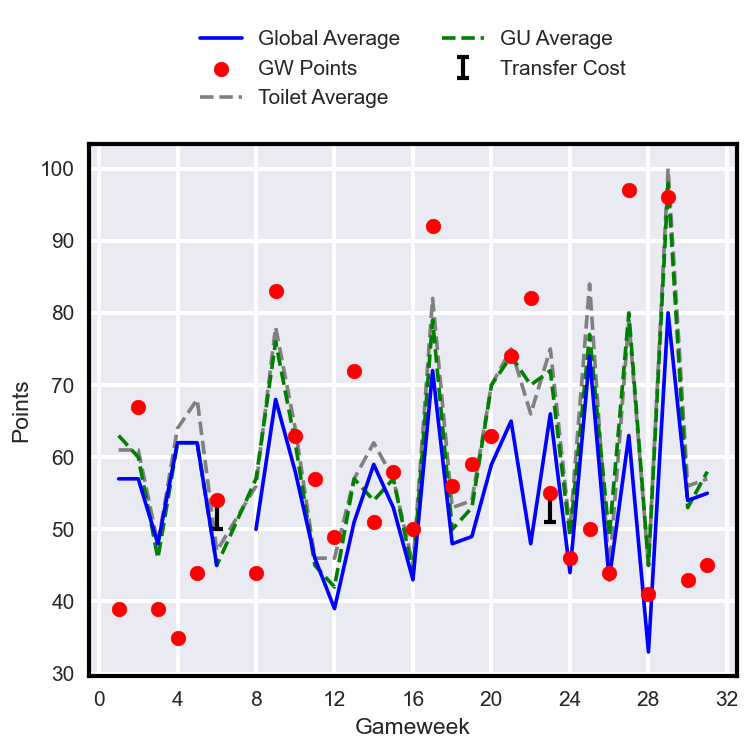 Global Average
GW Points
Toilet Average
GU Average
Transfer Cost
100
90
80
70
60
50
40
30
Points
0 4 8 12 16 20 24 28 32
Gameweek